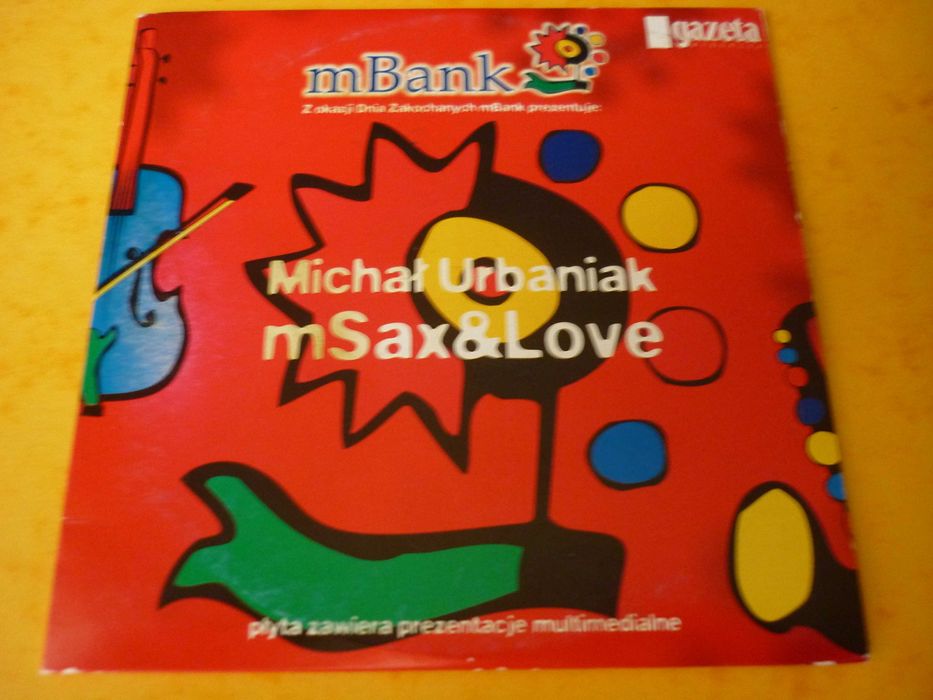 gazeta
mBank
Z okazji Dnia Zakochanych mBank prezentuje:
Michał Urbaniak
mSax&Love
płyta zawiera prezentacje multimedialne